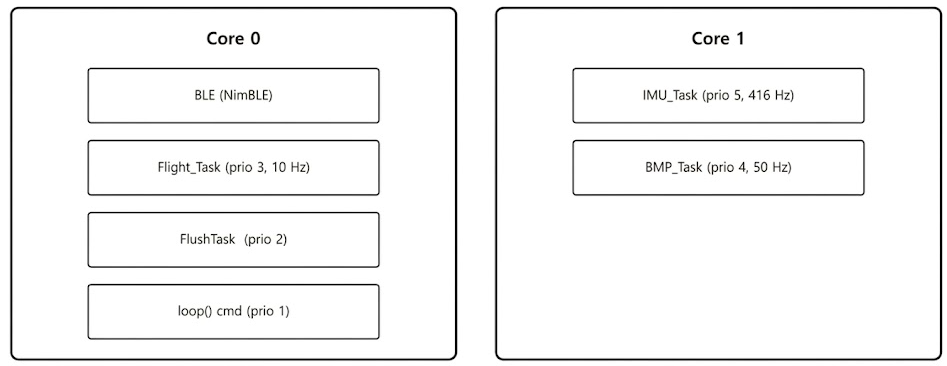 Core 0
BLE (NimBLE)
Flight_Task (prio 3, 10 Hz)
FlushTask  (prio 2)
loop() cmd (prio 1)
Core 1
IMU_Task (prio 5, 416 Hz)
BMP_Task (prio 4, 50 Hz)